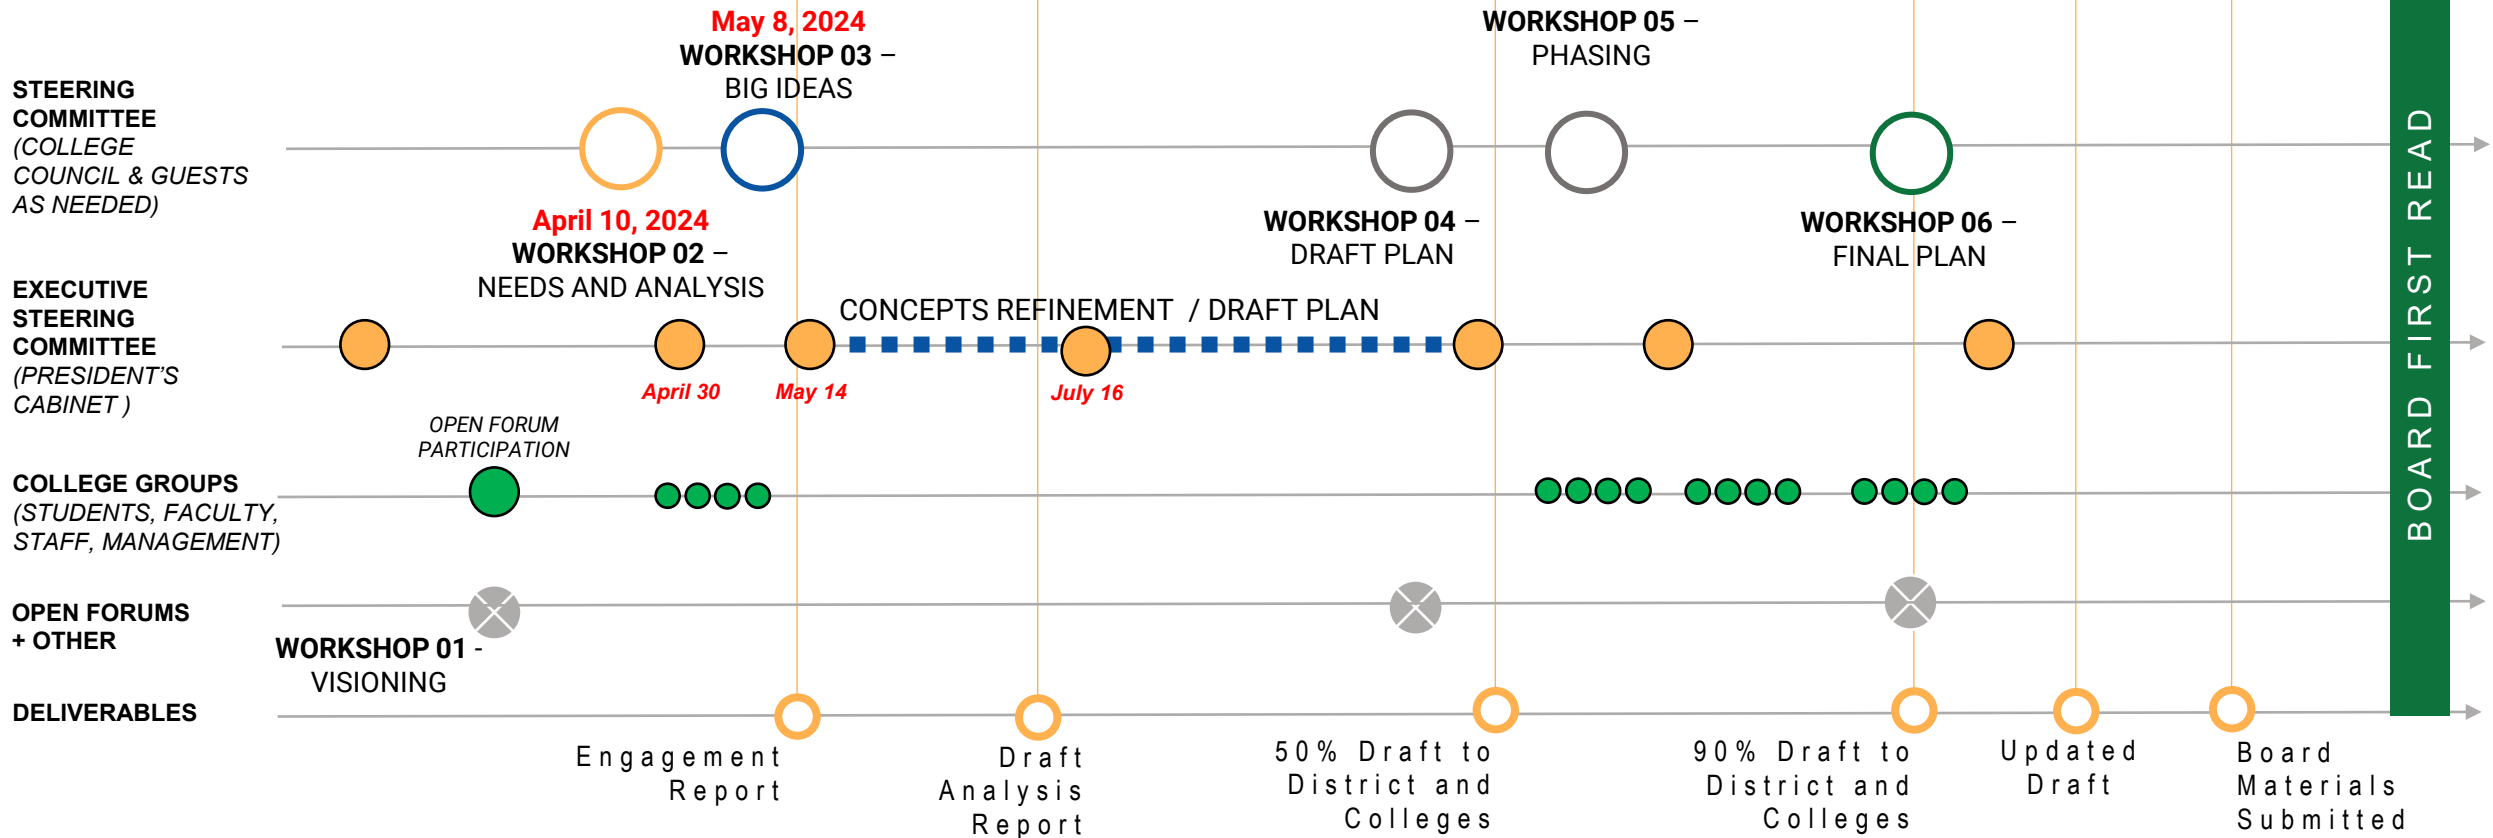 May 8, 2024
WORKSHOP 03 –
BIG IDEAS
WORKSHOP 05 –
PHASING
STEERING
COMMITTEE
(COLLEGE
COUNCIL & GUESTS
AS NEEDED)
April 10, 2024
WORKSHOP 02 –
NEEDS AND ANALYSIS
WORKSHOP 04 –
DRAFT PLAN
WORKSHOP 06 –
FINAL PLAN
EXECUTIVE
STEERING
COMMITTEE
(PRESIDENT'S
CABINET )
CONCEPTS REFINEMENT / DRAFT PLAN
April 30
May 14
July 16
OPEN FORUM
PARTICIPATION
COLLEGE GROUPS
(STUDENTS, FACULTY,
STAFF, MANAGEMENT)
OPEN FORUMS
+ OTHER
WORKSHOP 01 -
VISIONING
DELIVERABLES
Engagement
Report
Draft
Analysis
Report
50% Draft to
District and
Colleges
90% Draft to
District and
Colleges
Updated
Draft
Board
Materials
Submitted
BOARD FIRST READ